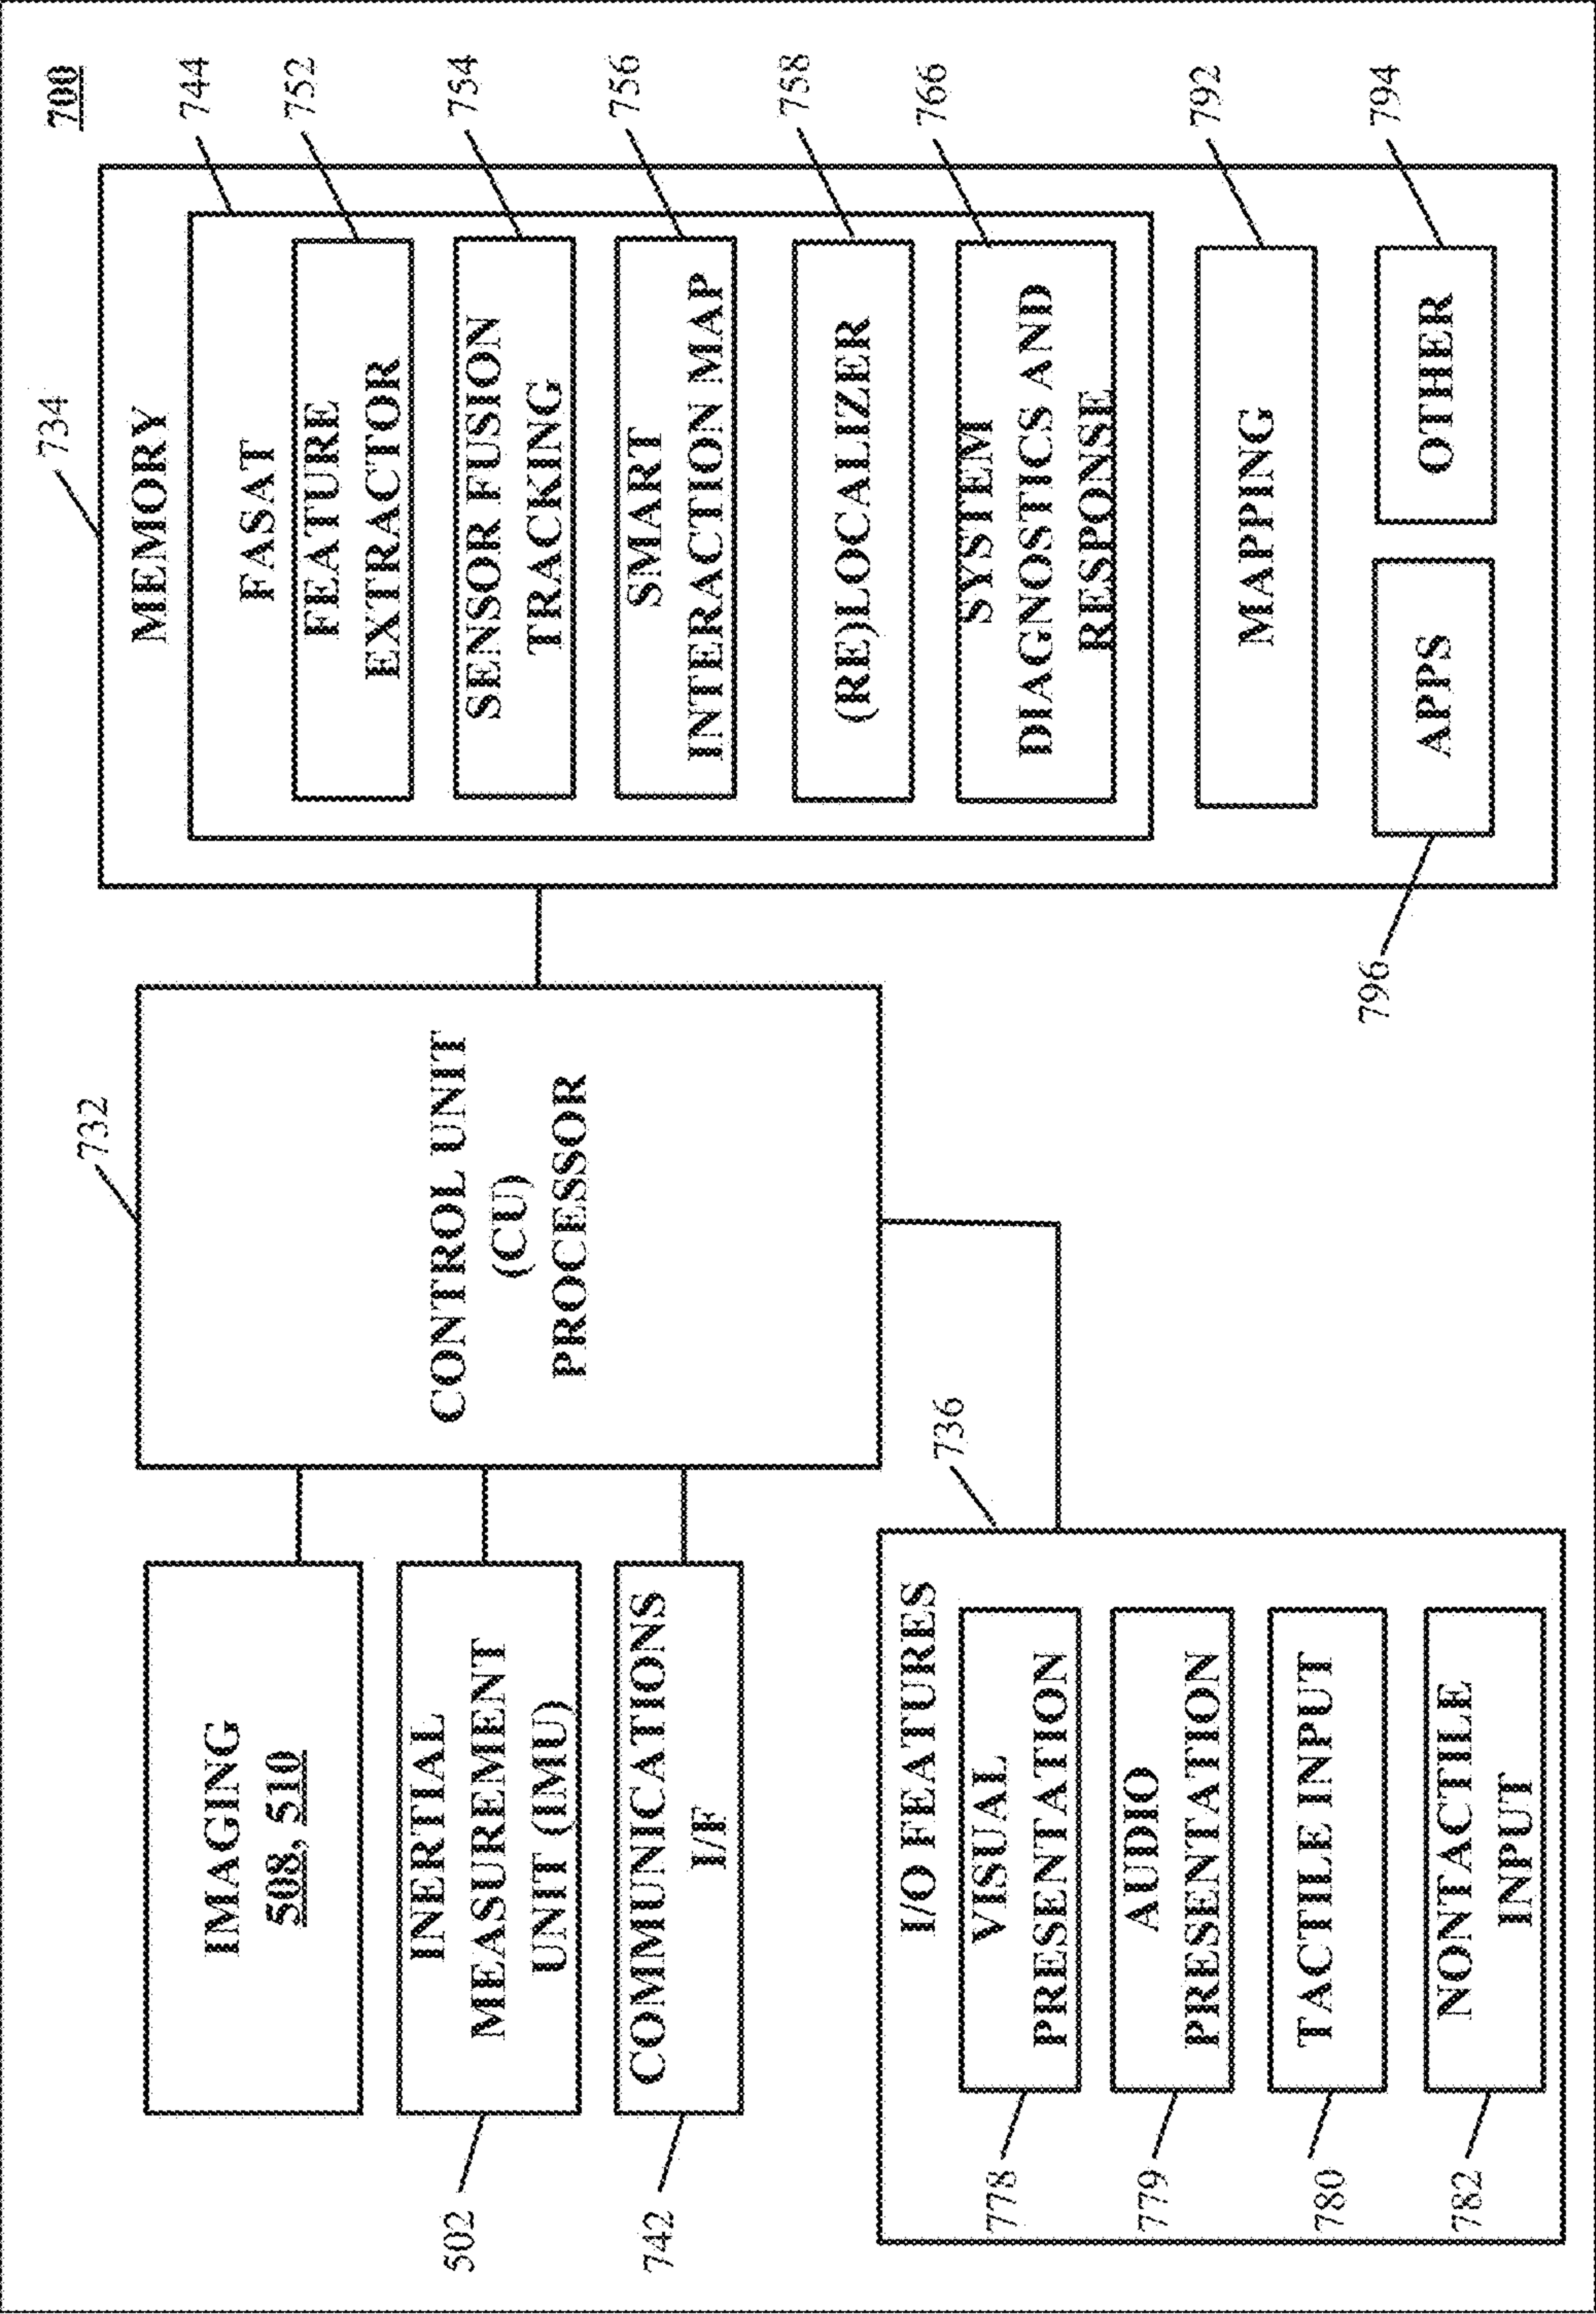 700
732
734
IMAGING
508, 510
INERTIAL
MEASUREMENT
UNIT (IMU)
502
COMMUNICATIONS
I/F
742
CONTROL UNIT
(CU)
PROCESSOR
MEMORY
744
FASAT
752
FEATURE
EXTRACTOR
754
SENSOR FUSION
TRACKING
756
SMART
INTERACTION MAP
758
(RE)LOCALIZER
766
SYSTEM
DIAGNOSTICS AND
RESPONSE
792
MAPPING
794
APPS
OTHER
796
736
I/O FEATURES
VISUAL
PRESENTATION
778
AUDIO
PRESENTATION
779
TACTILE INPUT
780
NONTACTILE
INPUT
782